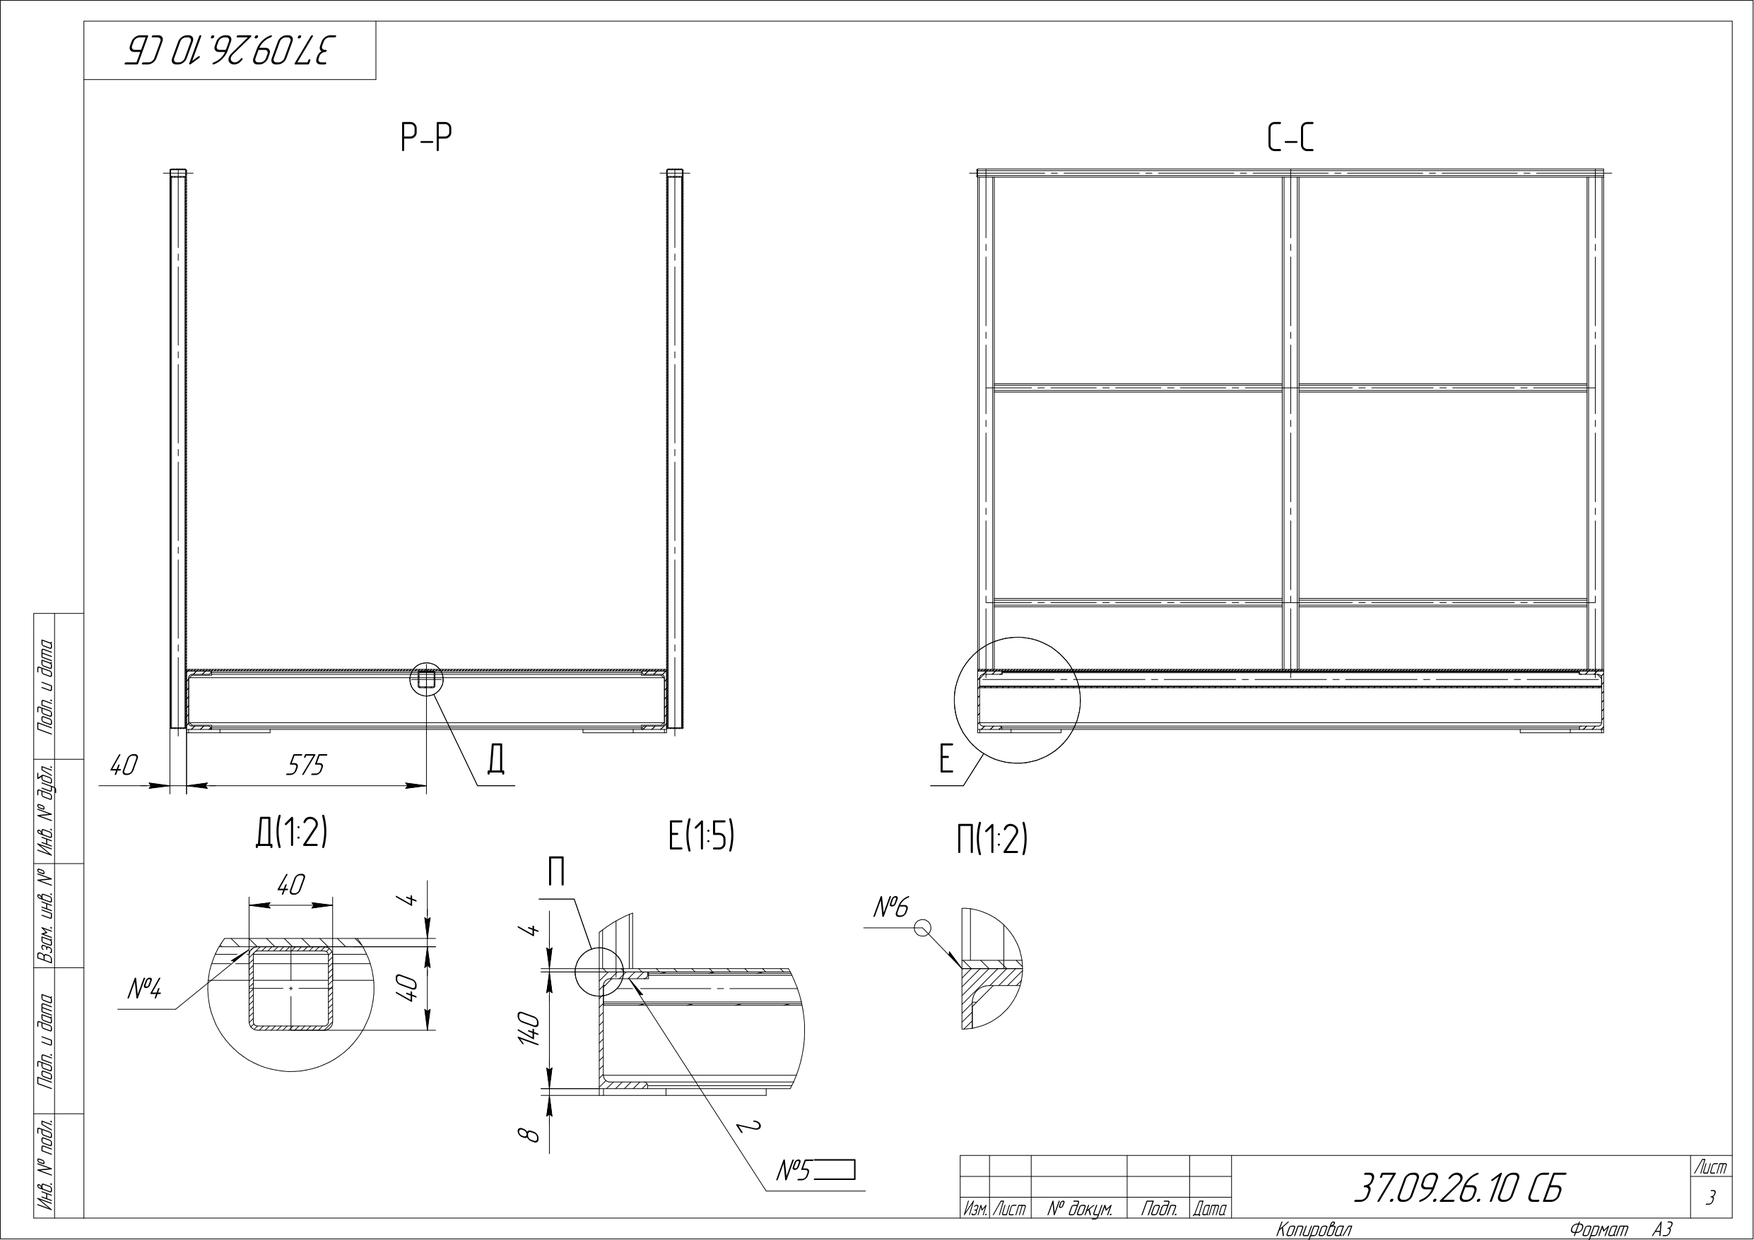 37.09.26.10 СБ
Р-Р
С-С
40
575
Д
Е
Д(1:2)
Е(1:5)
П(1:2)
40
4
40
№4
П
4
140
8
2
№5
№6
Подп. и дата
Инв. № дубл.
Взам. инв. №
Подп. и дата
Инв. № подл.
Изм. Лист № докум. Подп. Дата
37.09.26.10 СБ
Лист
3
Копировал Формат А3